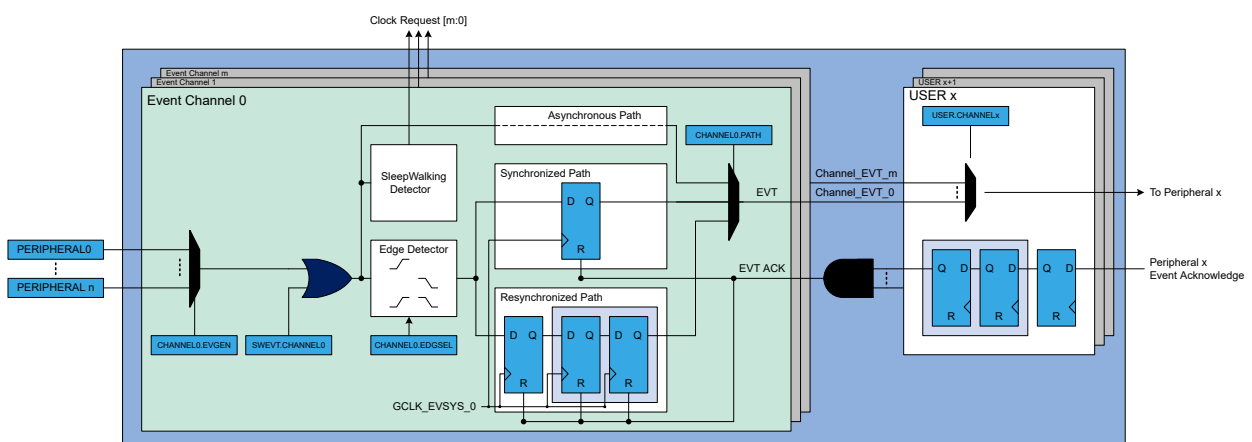 Clock Request [m:0]
Event Channel m
Event Channel 1
Event Channel 0
USER x+1
USER x
Asynchronous Path
CHANNEL0.PATH
USER.CHANNELx
SleepWalking
Detector
Synchronized Path
D Q
R
EVT
Channel_EVT_m
Channel_EVT_0
To Peripheral x
PERIPHERAL0
PERIPHERAL n
Edge Detector
EVT ACK
Q D
Q D
Q D
R
R
R
Peripheral x
Event Acknowledge
Resynchronized Path
D Q
D Q
D Q
R
R
R
CHANNEL0.EVGEN
SWEVT.CHANNEL0
CHANNEL0.EDGSEL
GCLK_EVSYS_0